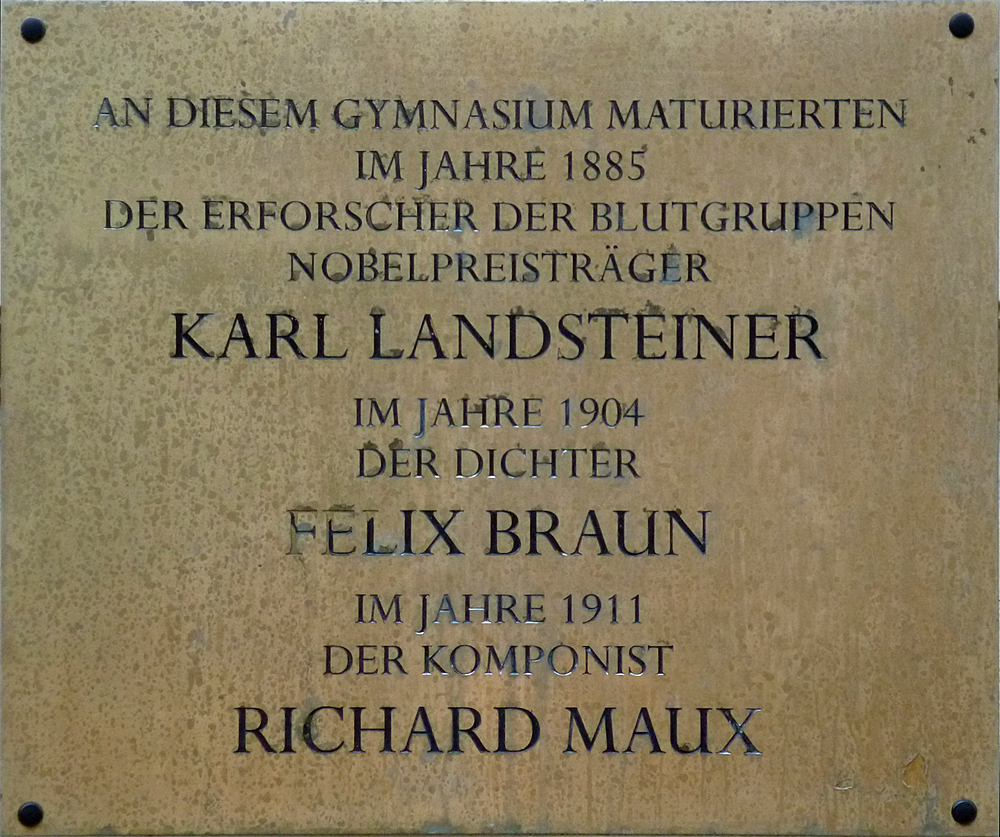 AN DIESEM GYMNASIUM MATURIERTEN
IM JAHRE 1885
DER ERFORSCHER DER BLUTGRUPPEN
NOBELPREISTRÄGER
KARL LANDSTEINER
IM JAHRE 1904
DER DICHTER
FELIX BRAUN
IM JAHRE 1911
DER KOMPONIST
RICHARD MAUX